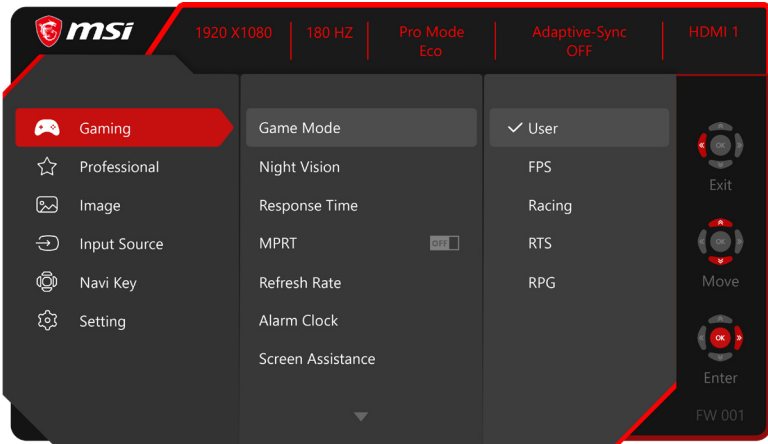 msi
1920 X1080
180 HZ
Pro Mode
Eco
Adaptive-Sync
OFF
HDMI 1
Gaming
Professional
Image
Input Source
Navi Key
Setting
Game Mode
Night Vision
Response Time
MPRT
OFF
Refresh Rate
Alarm Clock
Screen Assistance
User
FPS
Racing
RTS
RPG
OK
Exit
OK
Move
OK
Enter
FW 001